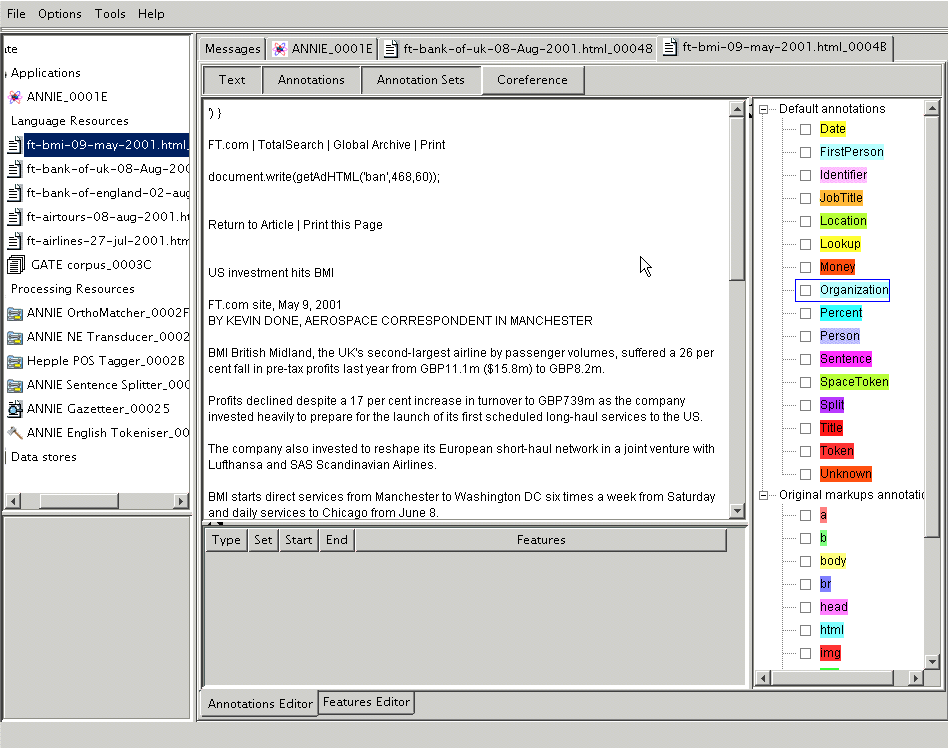 File Options Tools Help
ate
Applications
ANNIE_0001E
Language Resources
ft-bmi-09-may-2001.html_
ft-bank-of-uk-08-Aug-200
ft-bank-of-england-02-aug
ft-airtours-08-aug-2001.ht
ft-airlines-27-jul-2001.htm
GATE corpus_0003C
Processing Resources
ANNIE OrthoMatcher_0002F
ANNIE NE Transducer_0002
Hepple POS Tagger_0002B
ANNIE Sentence Splitter_000
ANNIE Gazetteer_00025
ANNIE English Tokeniser_00
Data stores
Messages ANNIE_0001E ft-bank-of-uk-08-Aug-2001.html_00048 ft-bmi-09-may-2001.html_0004B
Text Annotations Annotation Sets Coreference
') }
FT.com | TotalSearch | Global Archive | Print
document.write(getAdHTML('ban',468,60));
Return to Article | Print this Page
US investment hits BMI
FT.com site, May 9, 2001
BY KEVIN DONE, AEROSPACE CORRESPONDENT IN MANCHESTER
BMI British Midland, the UK's second-largest airline by passenger volumes, suffered a 26 per
cent fall in pre-tax profits last year from GBP11.1m ($15.8m) to GBP8.2m.
Profits declined despite a 17 per cent increase in turnover to GBP739m as the company
invested heavily to prepare for the launch of its first scheduled long-haul services to the US.
The company also invested to reshape its European short-haul network in a joint venture with
Lufthansa and SAS Scandinavian Airlines.
BMI starts direct services from Manchester to Washington DC six times a week from Saturday
and daily services to Chicago from June 8.
Type Set Start End Features
Annotations Editor Features Editor
Default annotations
Date
FirstPerson
Identifier
JobTitle
Location
Lookup
Money
Organization
Percent
Person
Sentence
SpaceToken
Split
Title
Token
Unknown
Original markups annotatio
a
b
body
br
head
html
img